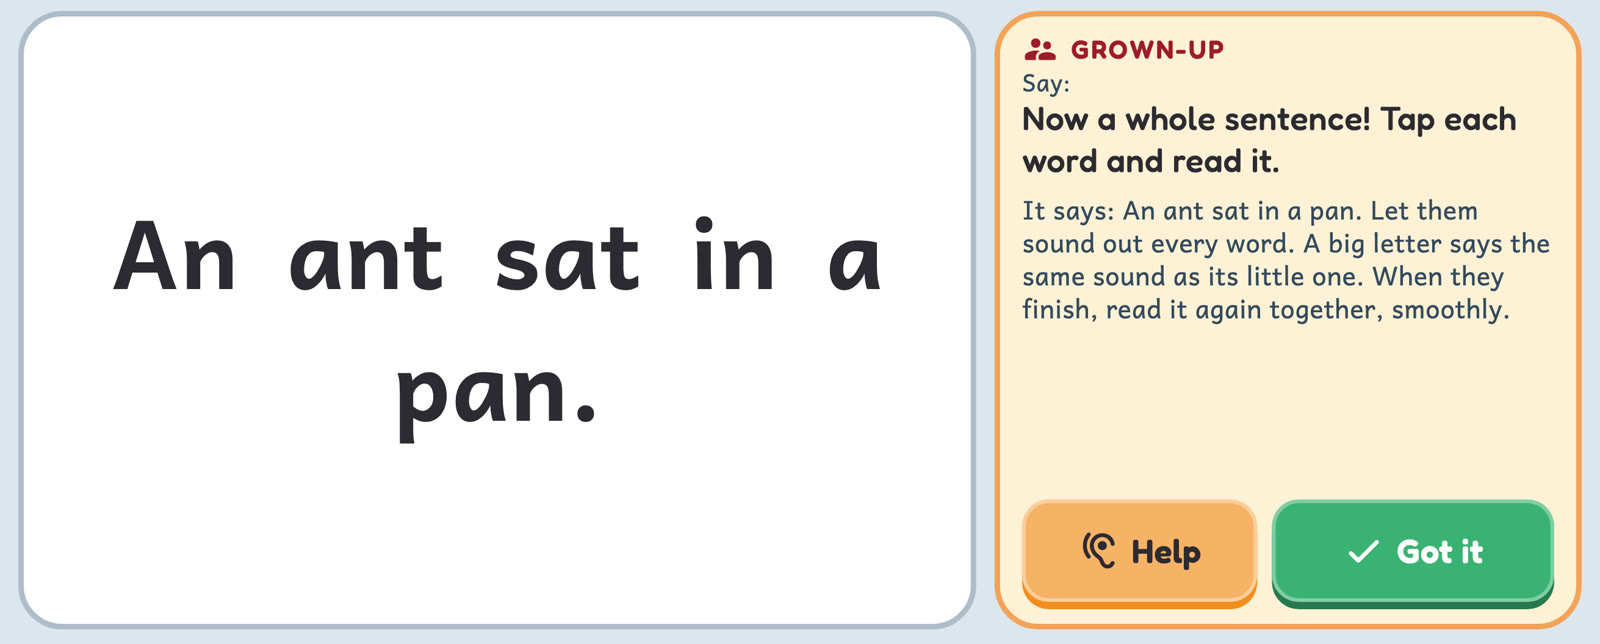 An ant sat in a
pan.
GROWN-UP
Say:
Now a whole sentence! Tap each
word and read it.
It says: An ant sat in a pan. Let them
sound out every word. A big letter says the
same sound as its little one. When they
finish, read it again together, smoothly.
Help
Got it